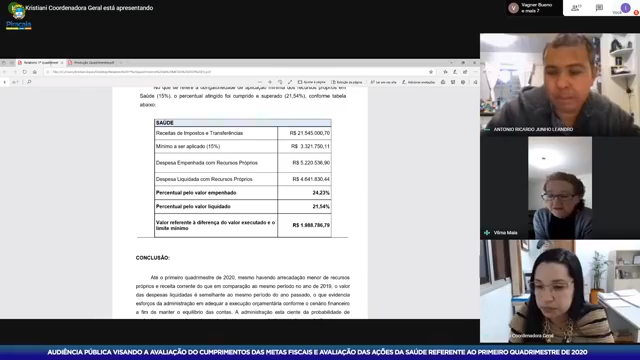 Kristiani Coordenadora Geral está apresentando
Vagner Bueno
e mais 7
Piracaia
Saúde (15%), o percentual atingido foi cumprido e superado (21,54%), conforme tabela
abaixo:
SAÚDE
Receitas de Impostos e Transferências R$ 21.545.000,70
Mínimo a ser aplicado (15%) R$ 3.321.750,11
Despesa Empenhada com Recursos Próprios R$ 5.220.536,90
Despesa Liquidada com Recursos Próprios R$ 4.641.830,44
Percentual pelo valor empenhado 24,23%
Percentual pelo valor liquidado 21,54%
Valor referente à diferença do valor executado e o
limite mínimo R$ 1.988.786,79
CONCLUSÃO:
Até o primeiro quadrimestre de 2020, mesmo havendo arrecadação menor de recursos
próprios e receita corrente do que em comparação ao mesmo período no ano de 2019, o valor
das despesas liquidadas é semelhante ao mesmo período do ano passado, o que evidencia
esforços da administração em adequar a execução orçamentária conforme o cenário financeiro
a fim de manter o equilíbrio das contas. A administração esta ciente da probabilidade de
ANTONIO RICARDO JUNHO LEANDRO
Vilma Maia
Coordenadora Geral
AUDIÊNCIA PÚBLICA VISANDO A AVALIAÇÃO DO CUMPRIMENTOS DAS METAS FISCAIS E AVALIAÇÃO DAS AÇÕES DA SAÚDE REFERENTE AO PRIMEIRO QUADRIMESTRE DE 2020